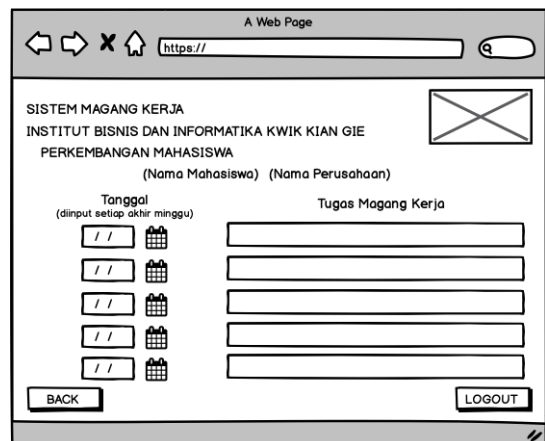 A Web Page
https://
SISTEM MAGANG KERJA
INSTITUT BISNIS DAN INFORMATIKA KWIK KIAN GIE
PERKEMBANGAN MAHASISWA
(Nama Mahasiswa) (Nama Perusahaan)
Tanggal Tugas Magang Kerja
(diinput setiap akhir minggu)
/ /
/ /
/ /
/ /
/ /
BACK LOGOUT